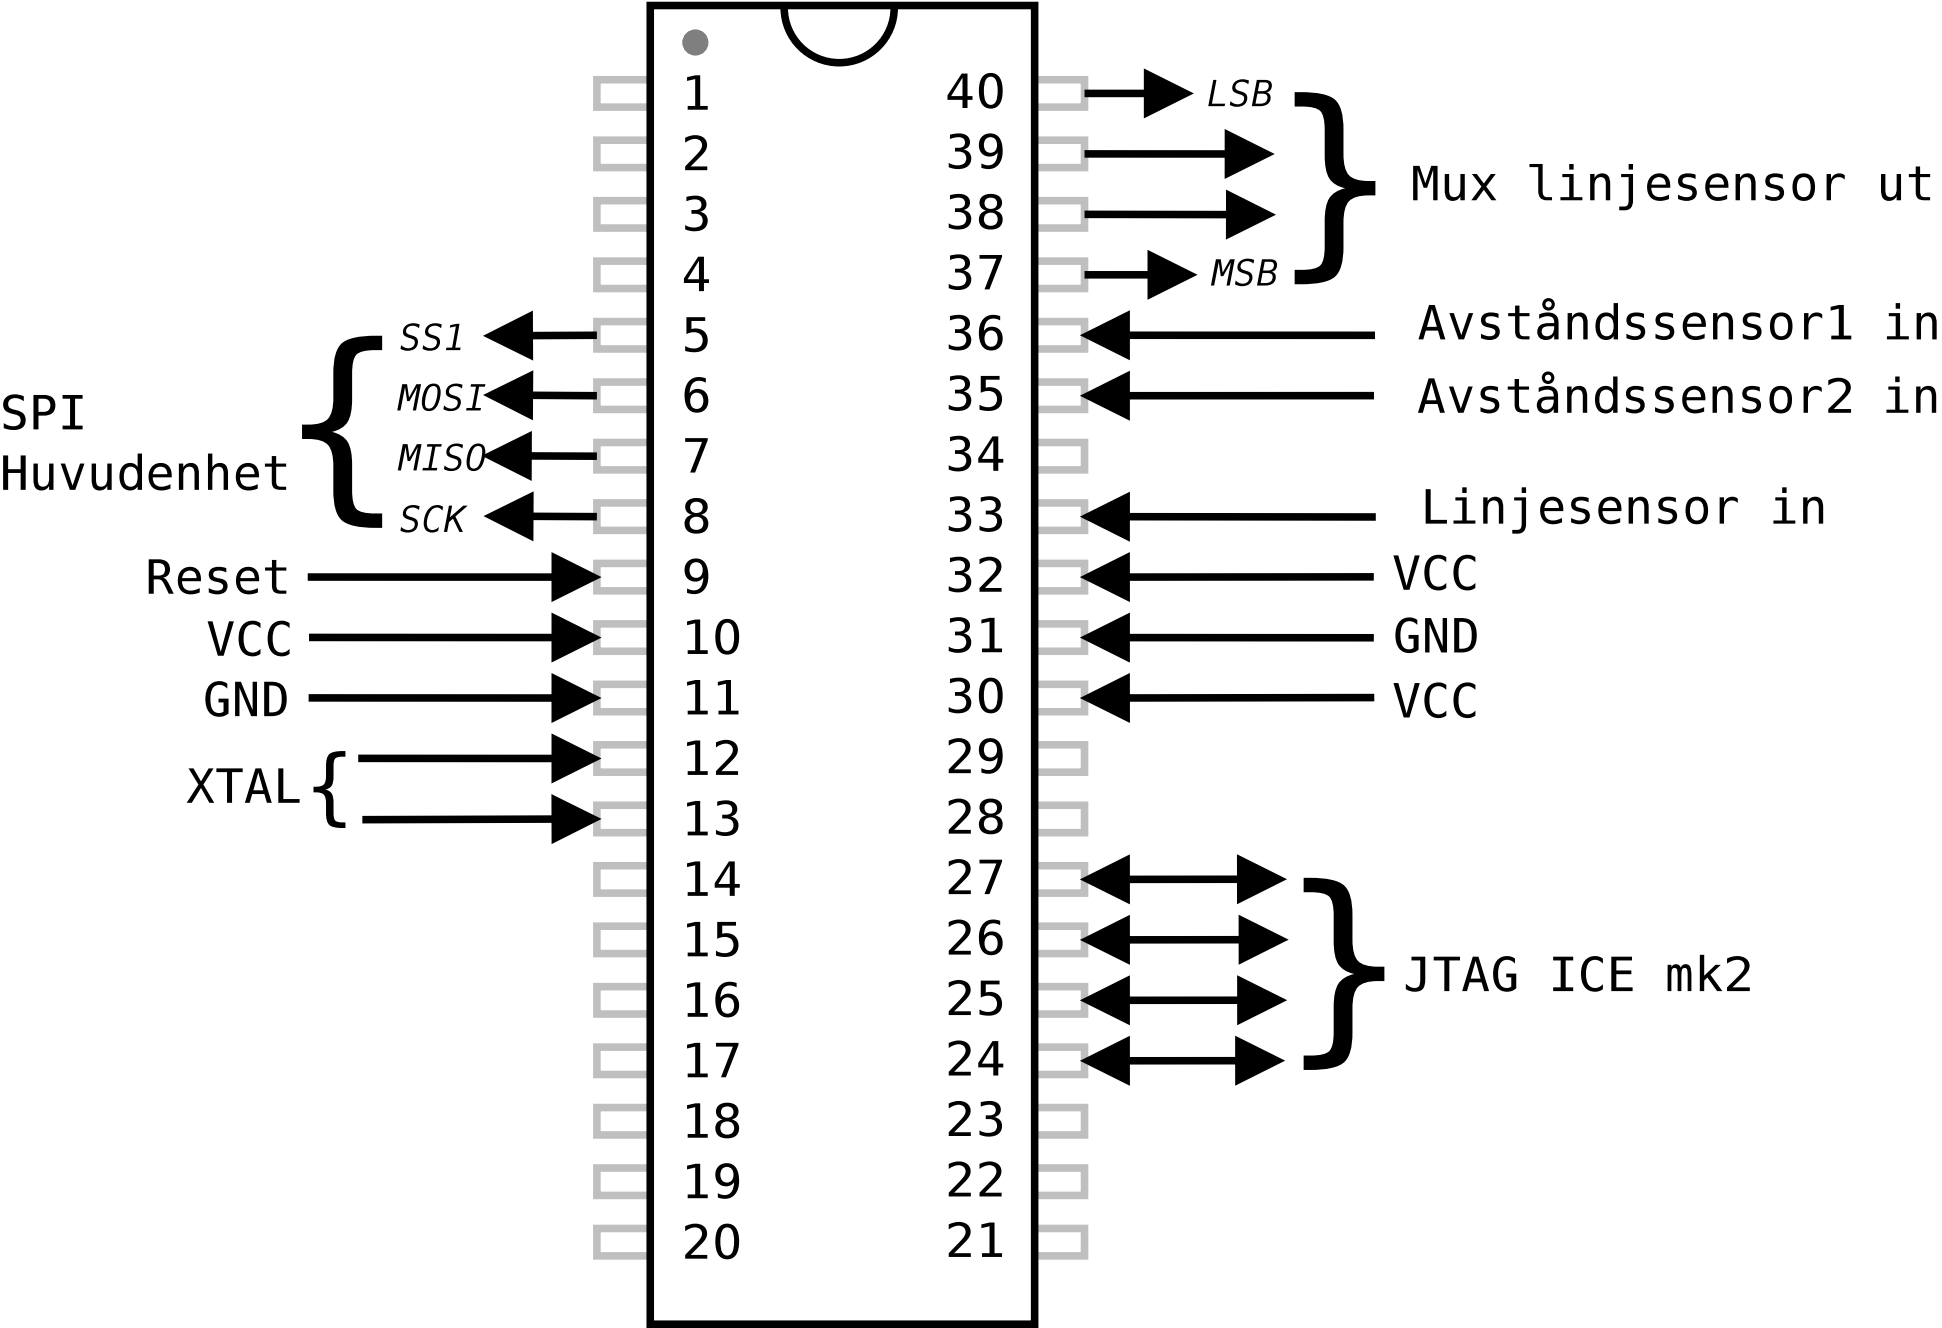 1 40 LSB
2 39
3 38
4 37 MSB
Mux linjesensor ut
SPI
Huvudenhet
SS1 5 36 Avståndssensor1 in
MOSI 6 35 Avståndssensor2 in
MISO 7 34
SCK 8 33 Linjesensor in
Reset 9 32 VCC
VCC 10 31 GND
GND 11 30 VCC
XTAL
12 29
13 28
14 27
15 26
16 25
17 24
JTAG ICE mk2
18 23
19 22
20 21